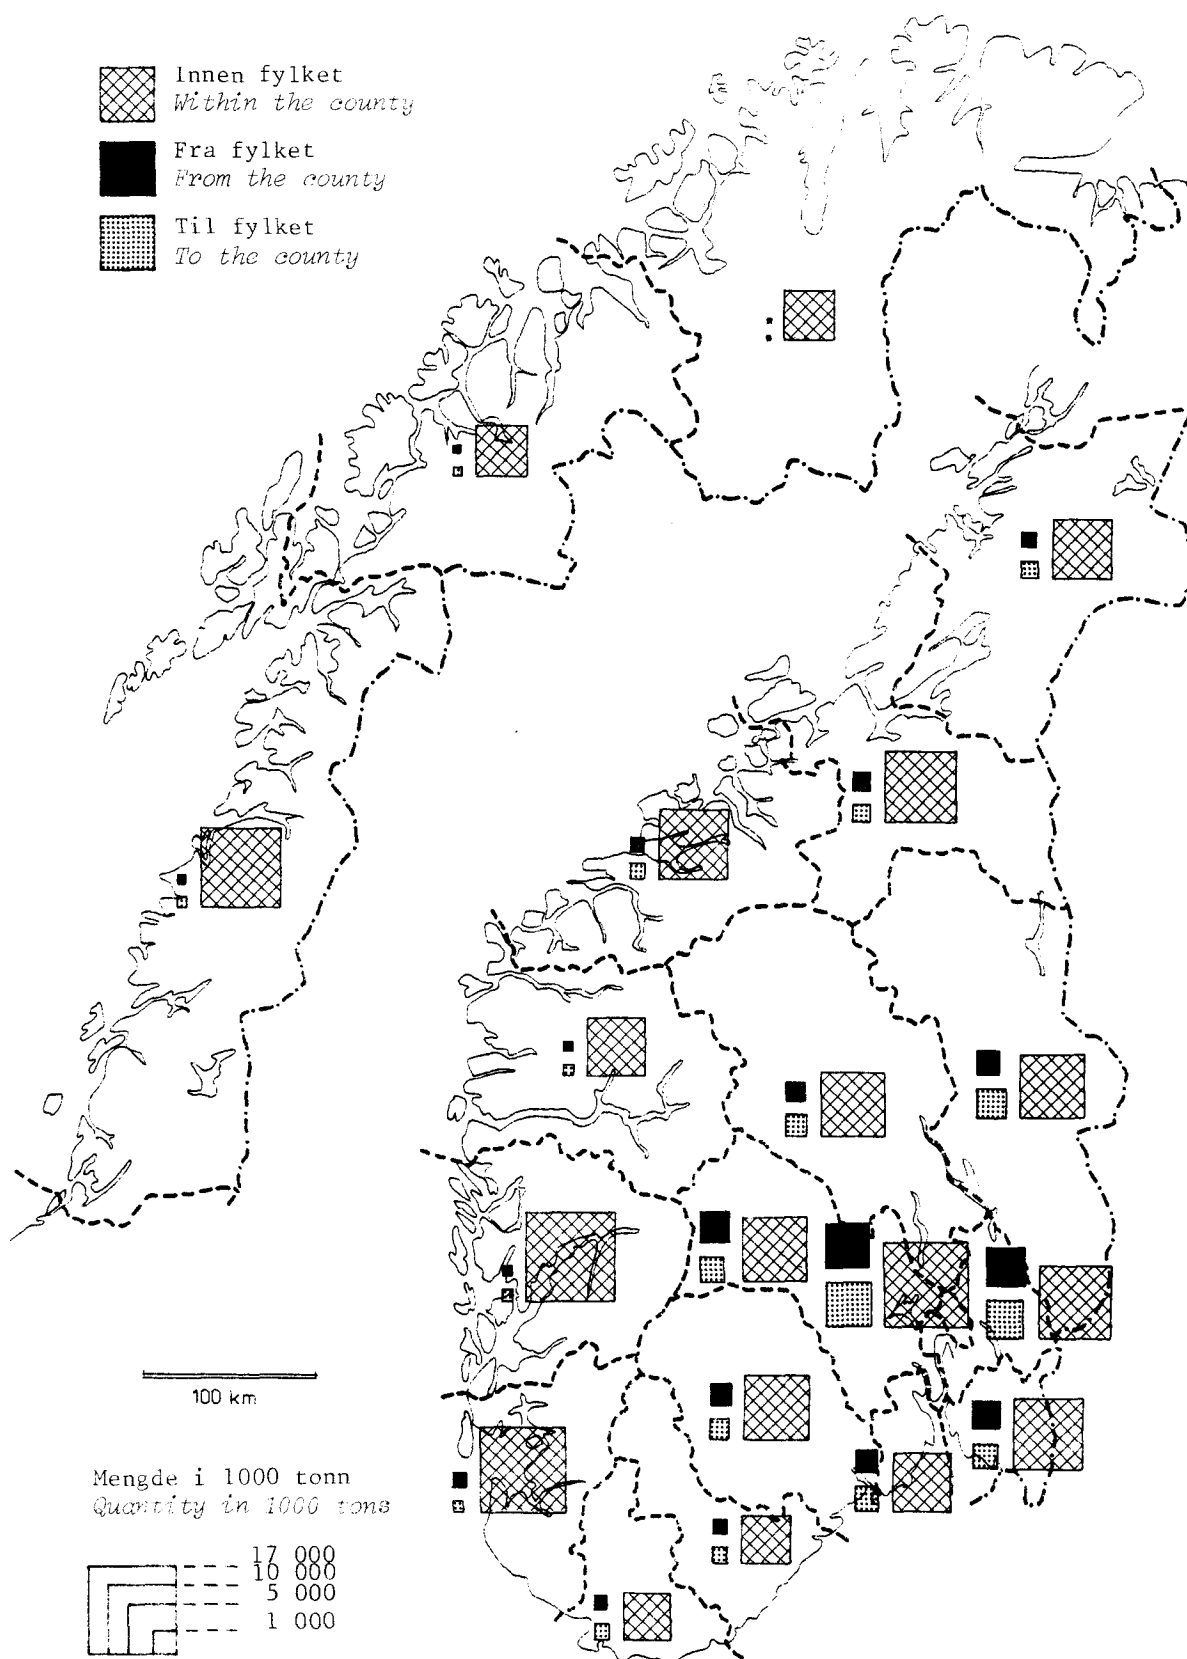 Innen fylket
Within the county
Fra fylket
From the county
Til fylket
To the county
100 km
Mengde i 1000 tonn
Quantity in 1000 tons
17 000
10 000
5 000
1 000